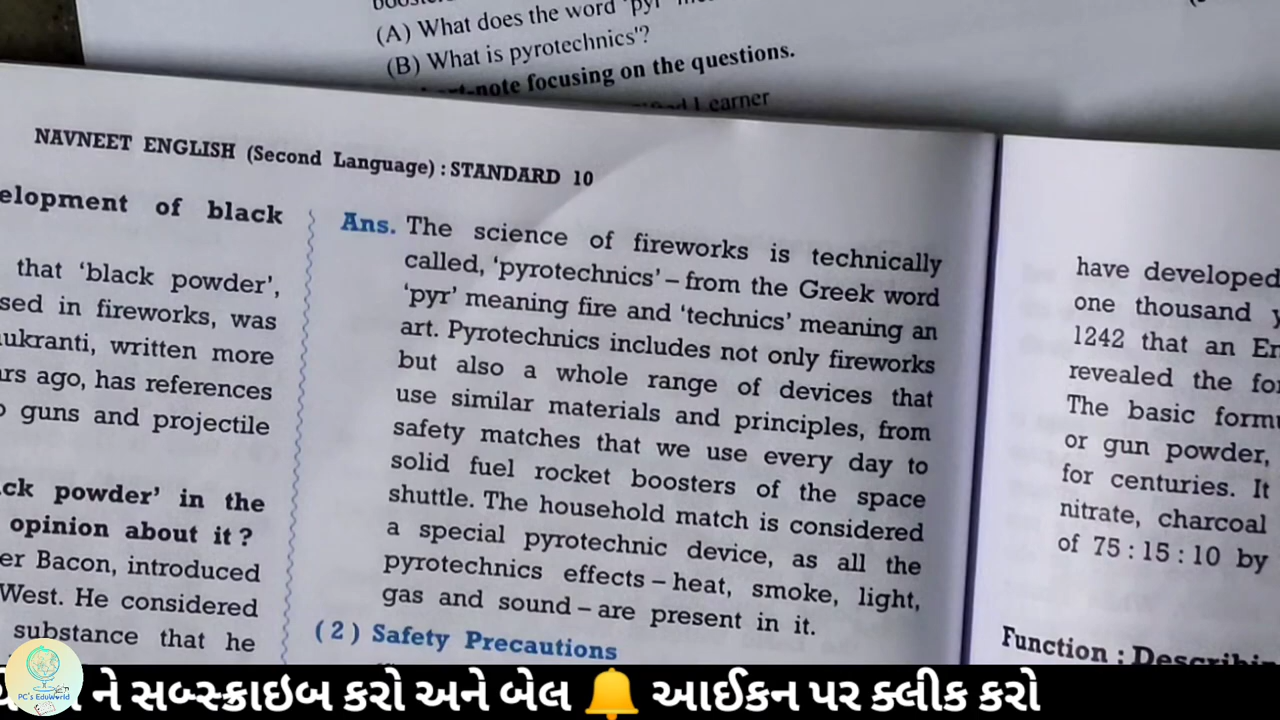 (A) What does the word 'pyr'
(B) What is pyrotechnics'?
-note focusing on the questions.
Learner
NAVNEET ENGLISH (Second Language) : STANDARD 10
elopment of black
that 'black powder',
sed in fireworks, was
ukranti, written more
rs ago, has references
guns and projectile
ck powder' in the
opinion about it ?
er Bacon, introduced
West. He considered
substance that he
Ans. The science of fireworks is technically
called, 'pyrotechnics' – from the Greek word
'pyr' meaning fire and 'technics' meaning an
art. Pyrotechnics includes not only fireworks
but also a whole range of devices that
use similar materials and principles, from
safety matches that we use every day to
solid fuel rocket boosters of the space
shuttle. The household match is considered
a special pyrotechnic device, as all the
pyrotechnics effects – heat, smoke, light,
gas and sound – are present in it.
(2) Safety Precautions
have developed
one thousand y
1242 that an En
revealed the for
The basic formu
or gun powder,
for centuries. It
nitrate, charcoal
of 75 : 15 : 10 by
Function : Describin
PC's EduWorld
ને સબ્સ્ક્રાઇબ કરો અને બેલ 🔔 આઈકન પર ક્લીક કરો